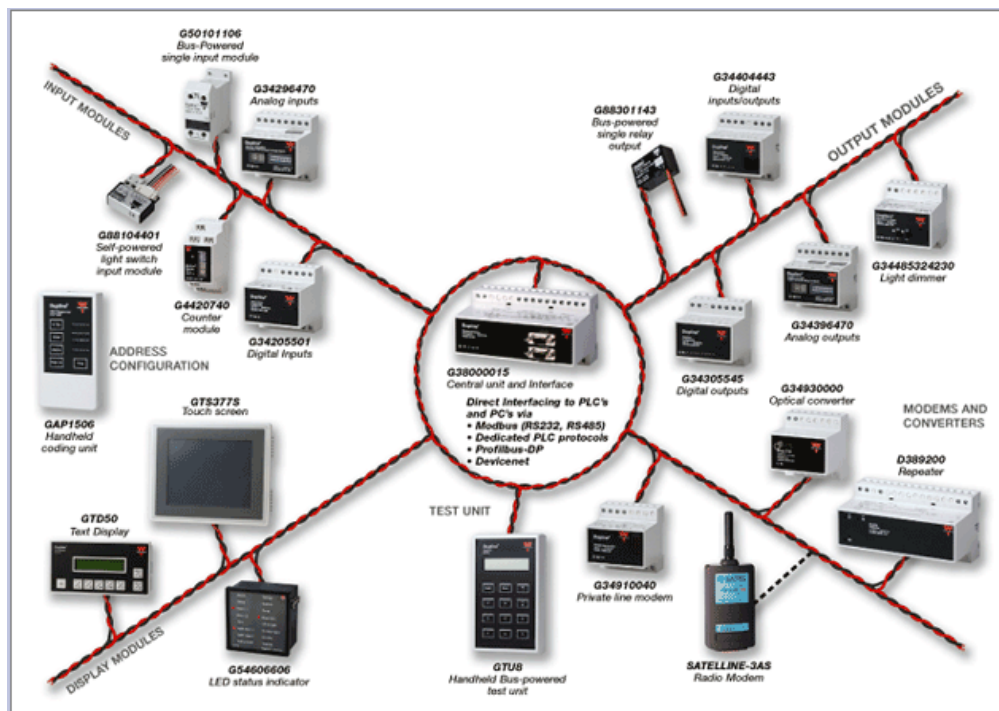 G50101106
Bus-Powered
single input module
INPUT MODULES
G34296470
Analog inputs
G88104401
Self-powered
light switch
input module
G4420740
Counter
module
G34205501
Digital Inputs
G88301143
Bus-powered
single relay
output
G34404443
Digital
inputs/outputs
OUTPUT MODULES
G34485324230
Light dimmer
G34396470
Analog outputs
G34305545
Digital outputs
G38000015
Central unit and Interface
Direct Interfacing to PLC's
and PC's via
• Modbus (RS232, RS485)
• Dedicated PLC protocols
• Profilbus-DP
• Devicenet
ADDRESS
CONFIGURATION
GAP1506
Handheld
coding unit
GTS377S
Touch screen
GTD50
Text Display
DISPLAY MODULES
G54606606
LED status indicator
TEST UNIT
GTU8
Handheld Bus-powered
test unit
G34930000
Optical converter
MODEMS AND
CONVERTERS
D389200
Repeater
G34910040
Private line modem
SATELLINE-3AS
Radio Modem